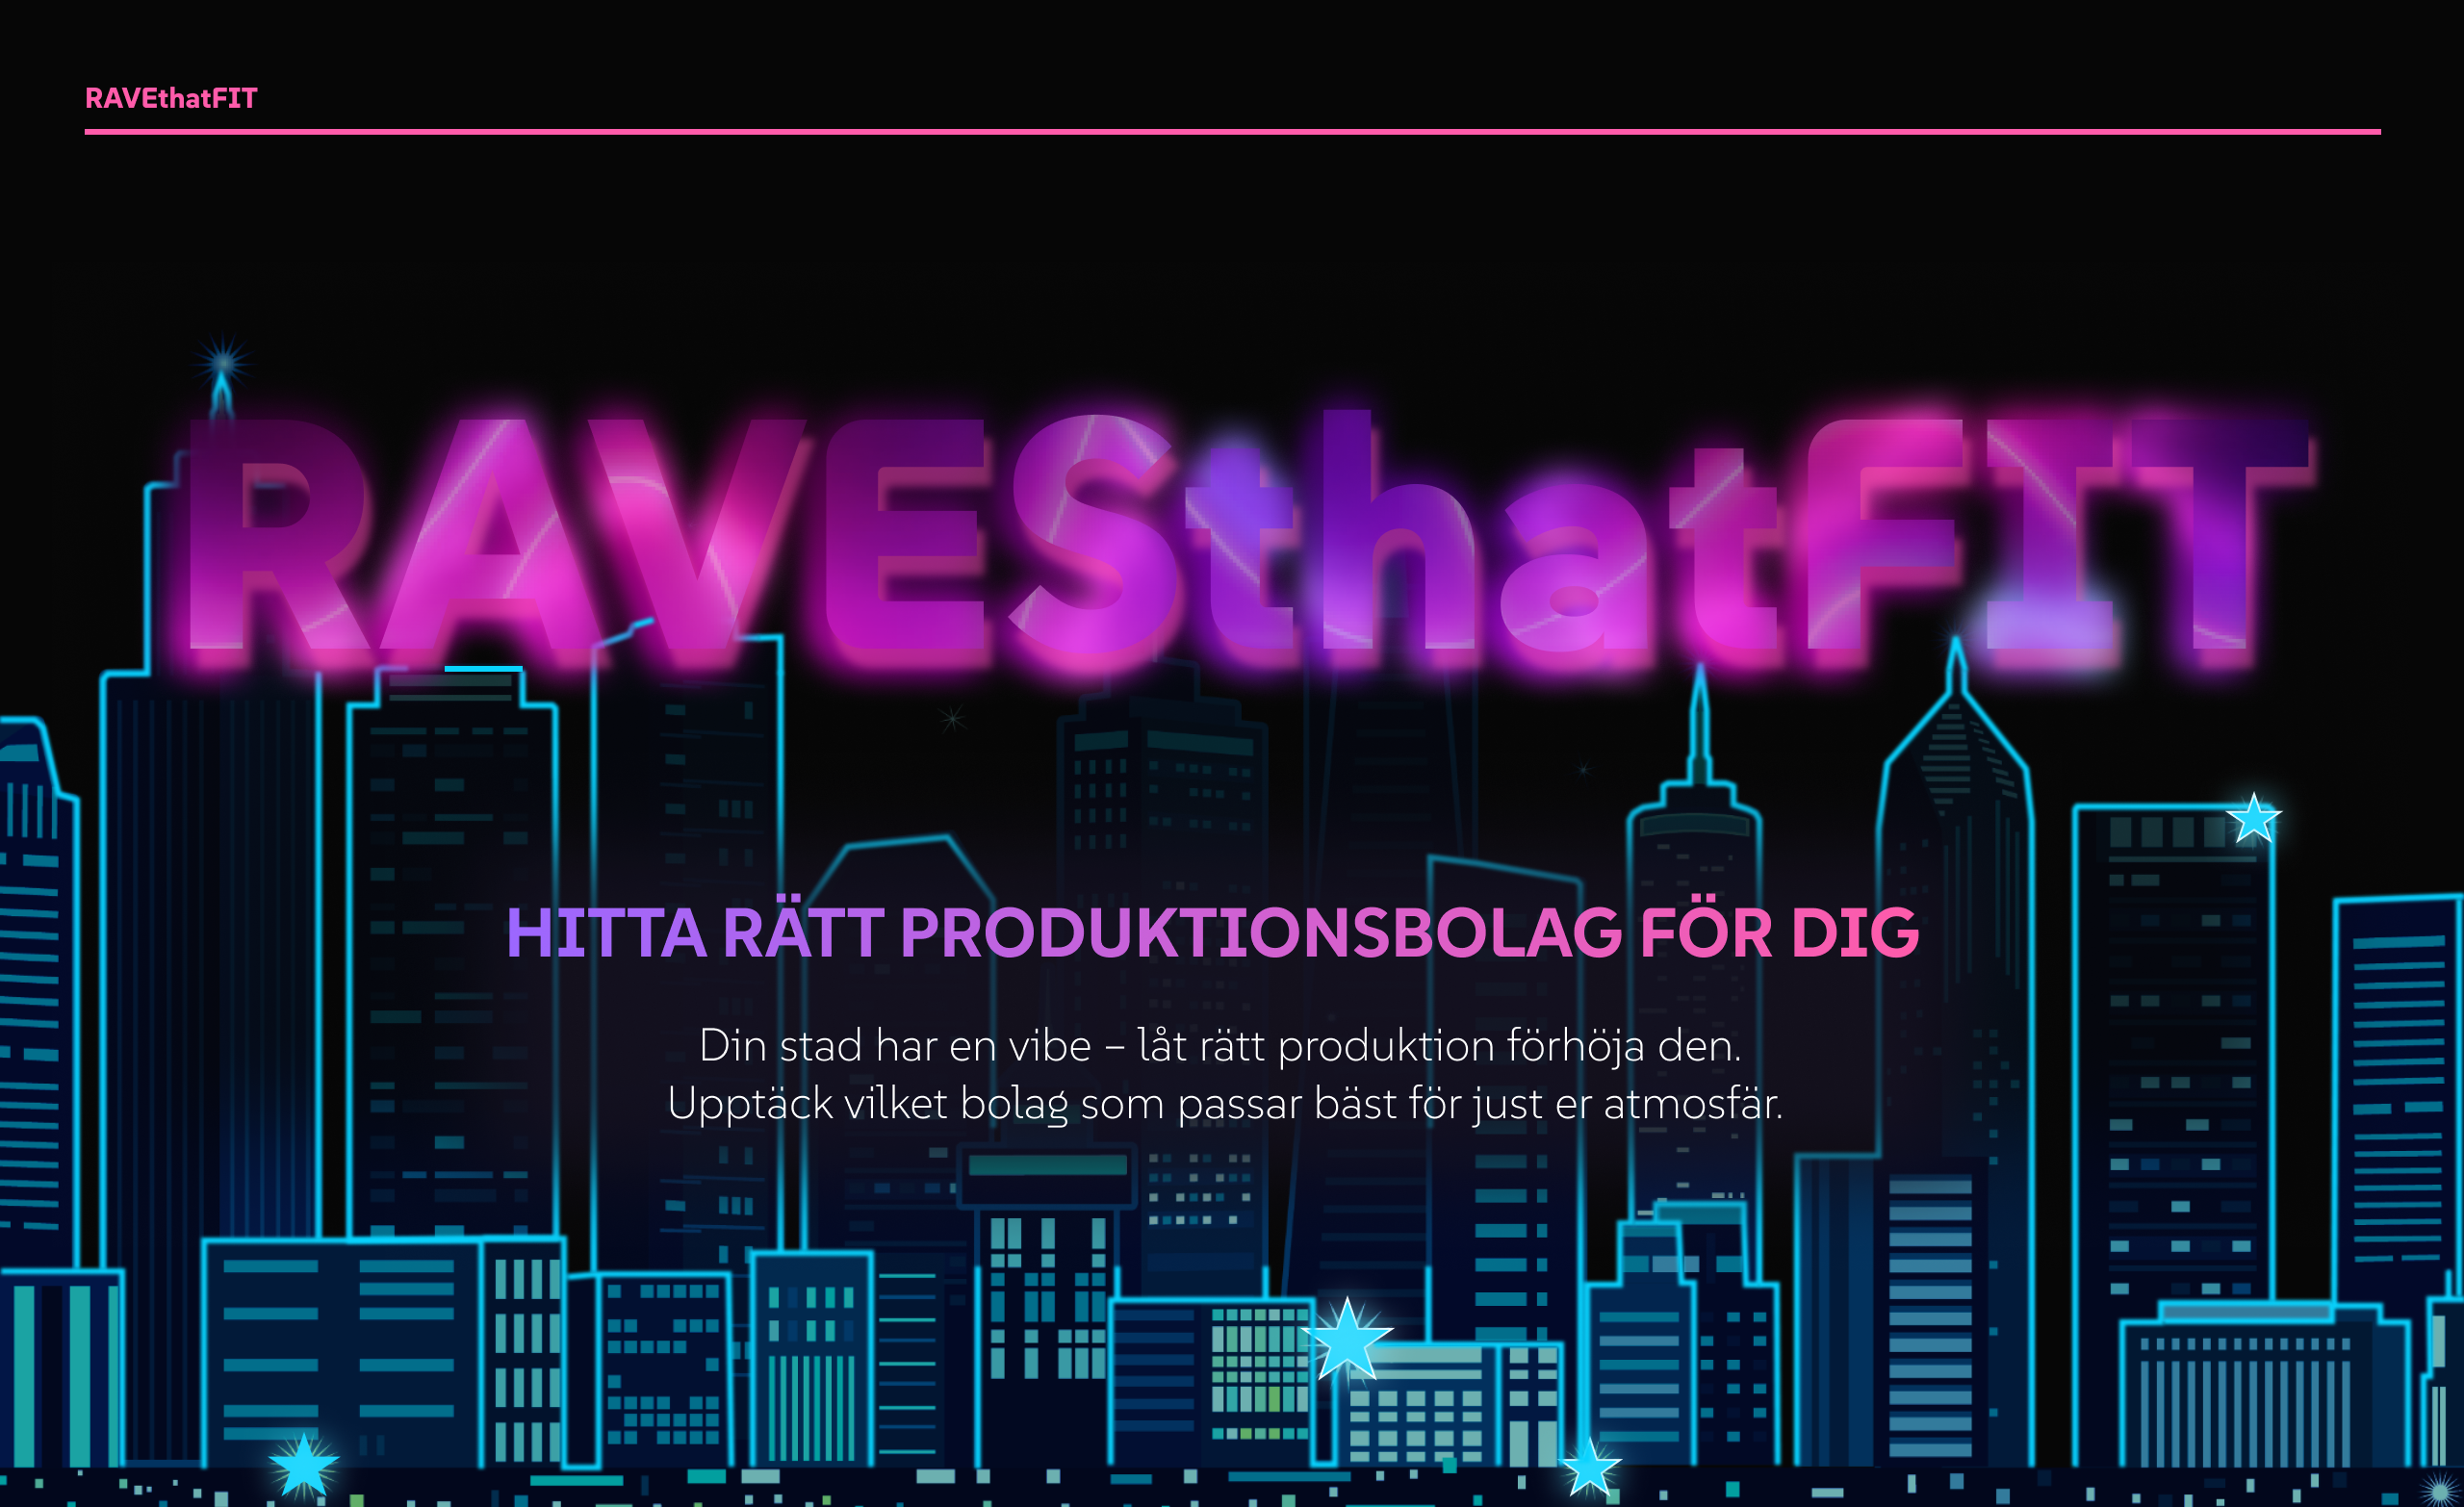 RAVEthatFIT
RAVESthatFIT
HITTA RÄTT PRODUKTIONSBOLAG FÖR DIG
Din stad har en vibe – låt rätt produktion förhöja den.
Upptäck vilket bolag som passar bäst för just er atmosfär.